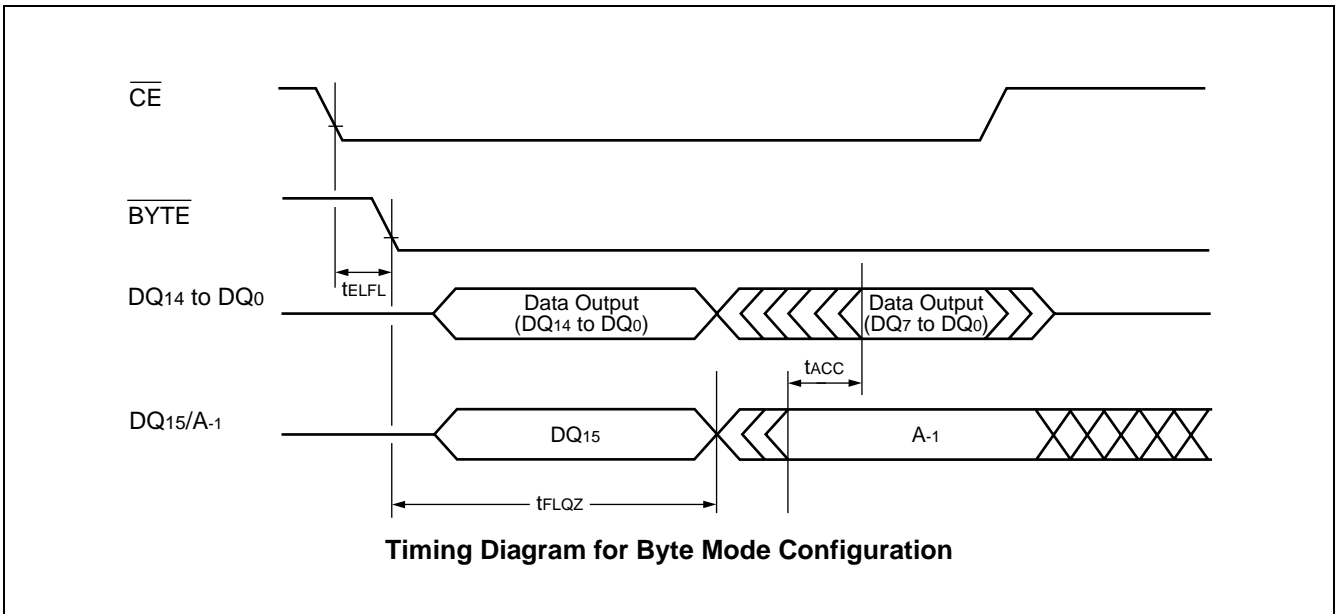 CE
BYTE
tELFL
DQ14 to DQ0
Data Output
(DQ14 to DQ0)
Data Output
(DQ7 to DQ0)
tACC
DQ15/A-1
DQ15
A-1
tFLQZ
Timing Diagram for Byte Mode Configuration